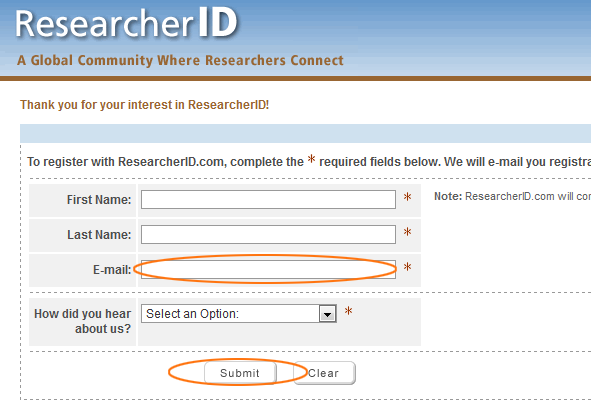 ResearcherID
A Global Community Where Researchers Connect
Thank you for your interest in ResearcherID!
To register with ResearcherID.com, complete the * required fields below. We will e-mail you
First Name: *
Note: ResearcherID.com will
Last Name: *
E-mail: *
How did you hear
about us?
Select an Option: *
Submit
Clear